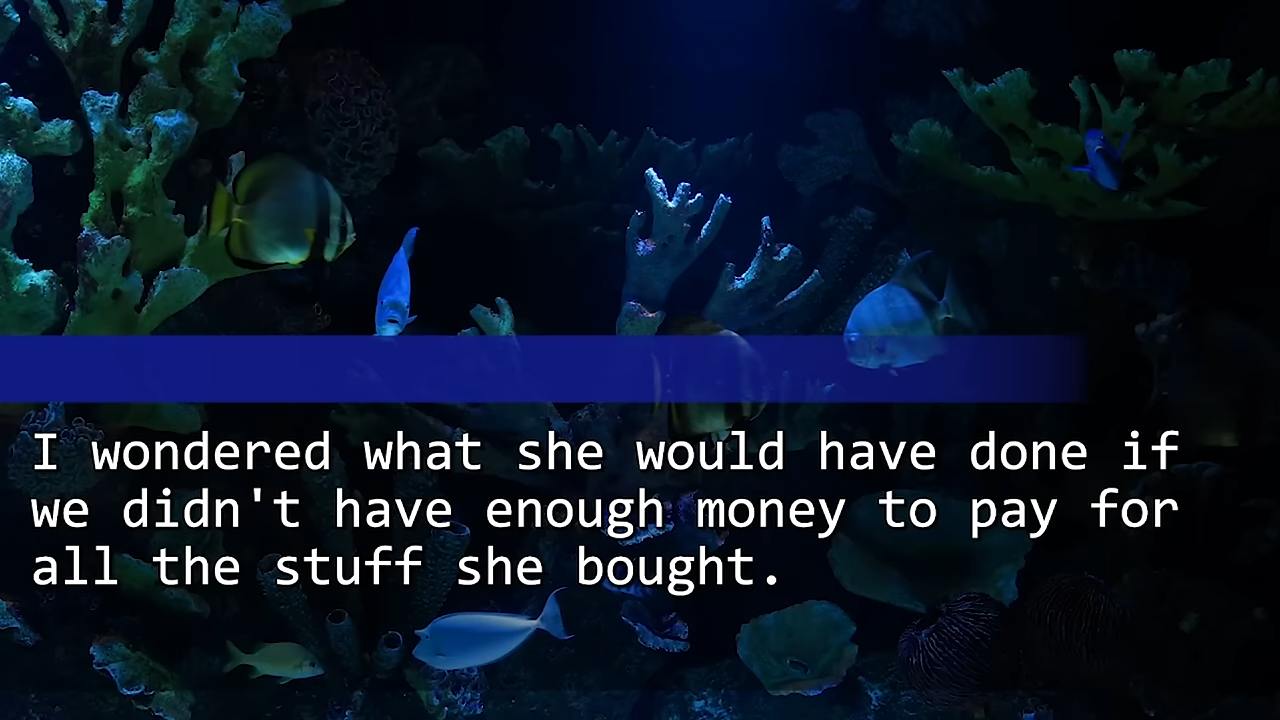 I wondered what she would have done if
we didn't have enough money to pay for
all the stuff she bought.